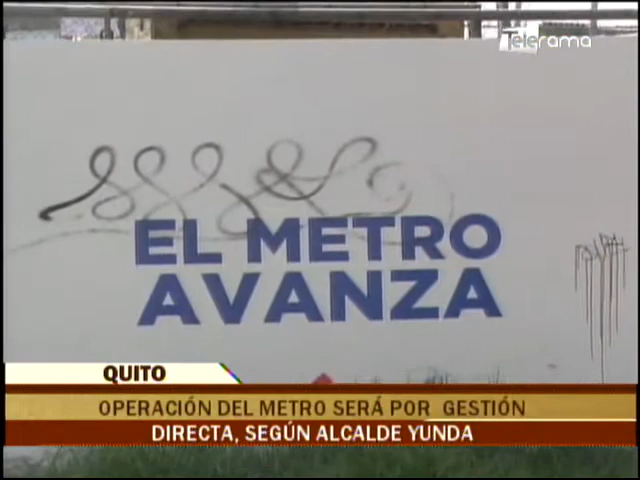 Telerama
EL METRO
AVANZA
QUITO
OPERACIÓN DEL METRO SERÁ POR GESTIÓN
DIRECTA, SEGÚN ALCALDE YUNDA